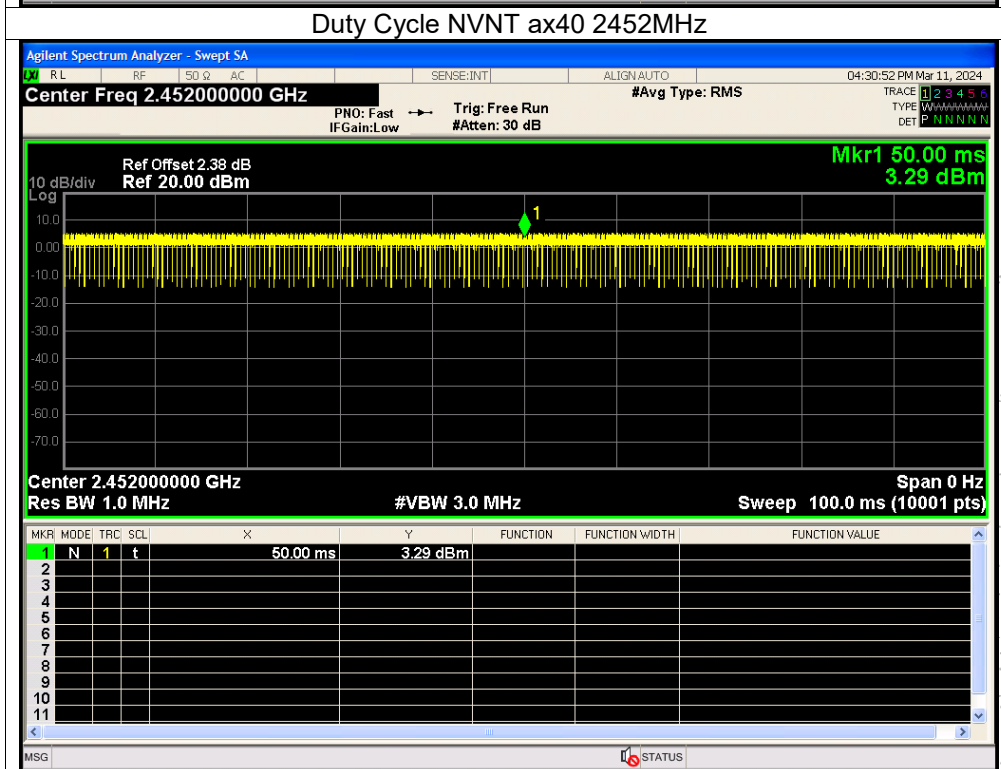 Duty Cycle NVNT ax40 2452MHz
Agilent Spectrum Analyzer - Swept SA
LXI RL RF 50 Ω AC SENSE:INT ALIGN AUTO 04:30:52 PM Mar 11, 2024
Center Freq 2.452000000 GHz #Avg Type: RMS TRACE 1 2 3 4 5 6
PNO: Fast Trig: Free Run TYPE WWWWWW
IFGain:Low #Atten: 30 dB DET P N N N N N
Mkr1 50.00 ms
Ref Offset 2.38 dB
10 dB/div Ref 20.00 dBm 3.29 dBm
Log
1
10.0
0.00
-10.0
-20.0
-30.0
-40.0
-50.0
-60.0
-70.0
Center 2.452000000 GHz Span 0 Hz
Res BW 1.0 MHz #VBW 3.0 MHz Sweep 100.0 ms (10001 pts)
MKR MODE TRC SCL X Y FUNCTION FUNCTION WIDTH FUNCTION VALUE
1 N 1 t 50.00 ms 3.29 dBm
2
3
4
5
6
7
8
9
10
11
MSG STATUS